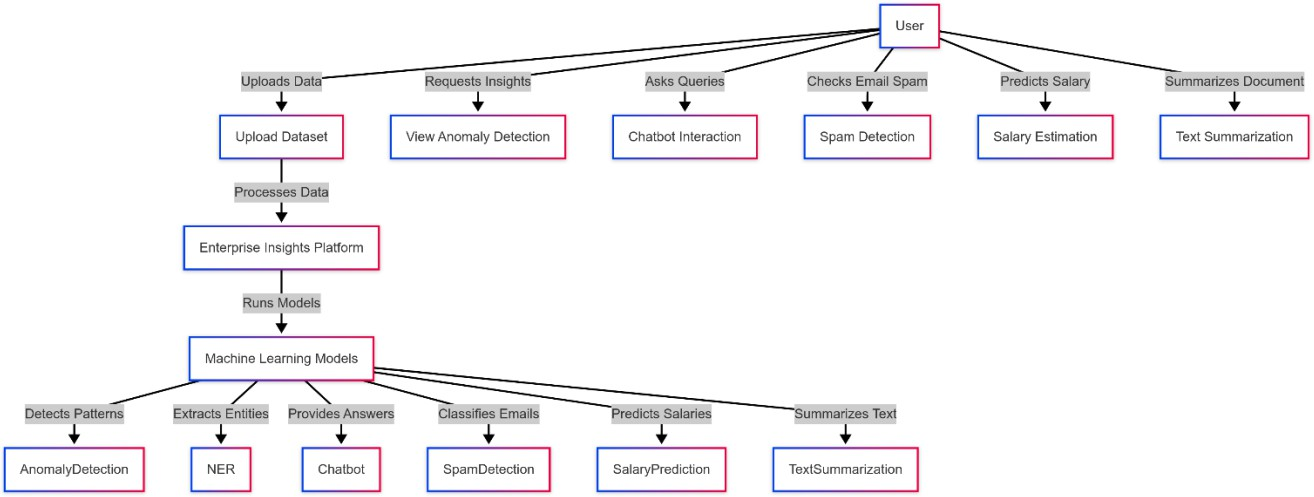 User
Uploads Data
Requests Insights
Asks Queries
Checks Email Spam
Predicts Salary
Summarizes Document
Upload Dataset
View Anomaly Detection
Chatbot Interaction
Spam Detection
Salary Estimation
Text Summarization
Processes Data
Enterprise Insights Platform
Runs Models
Machine Learning Models
Detects Patterns
Extracts Entities
Provides Answers
Classifies Emails
Predicts Salaries
Summarizes Text
AnomalyDetection
NER
Chatbot
SpamDetection
SalaryPrediction
TextSummarization